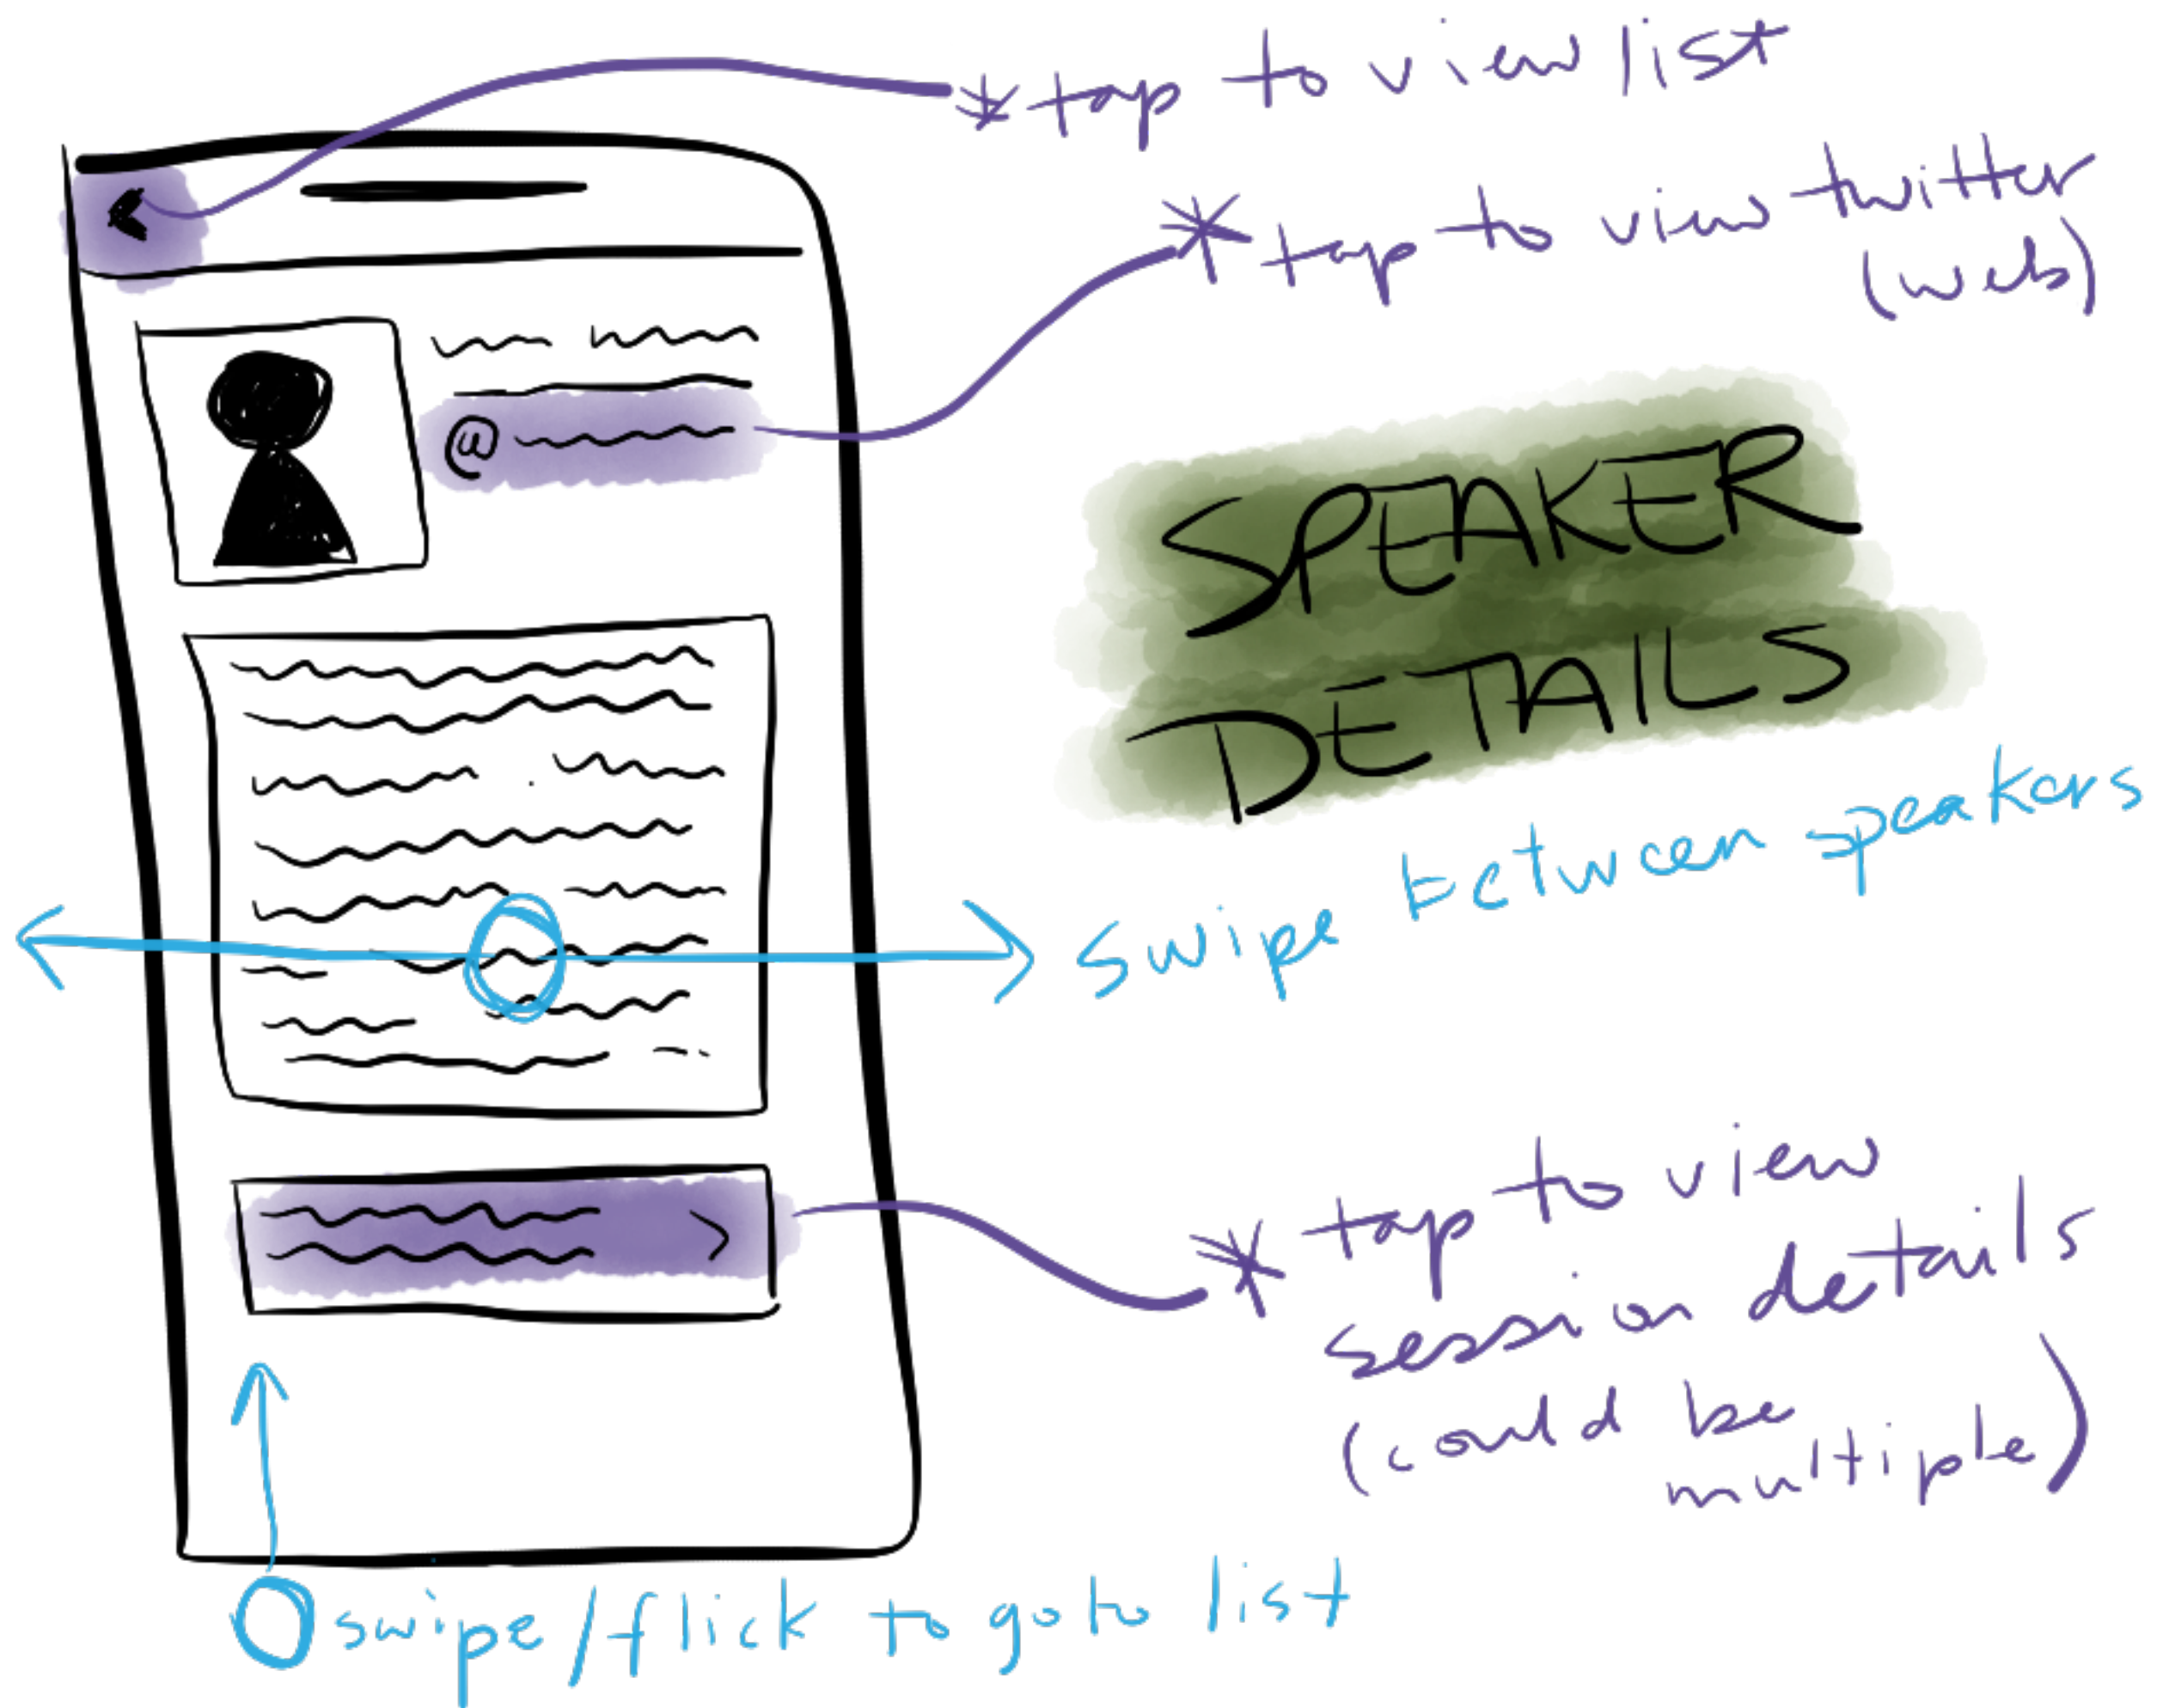 * tap to view list
* tap to view twitter
(web)
@
SPEAKER
DETAILS
swipe between speakers
* tap to view
session details
(could be
multiple)
swipe/flick to go to list